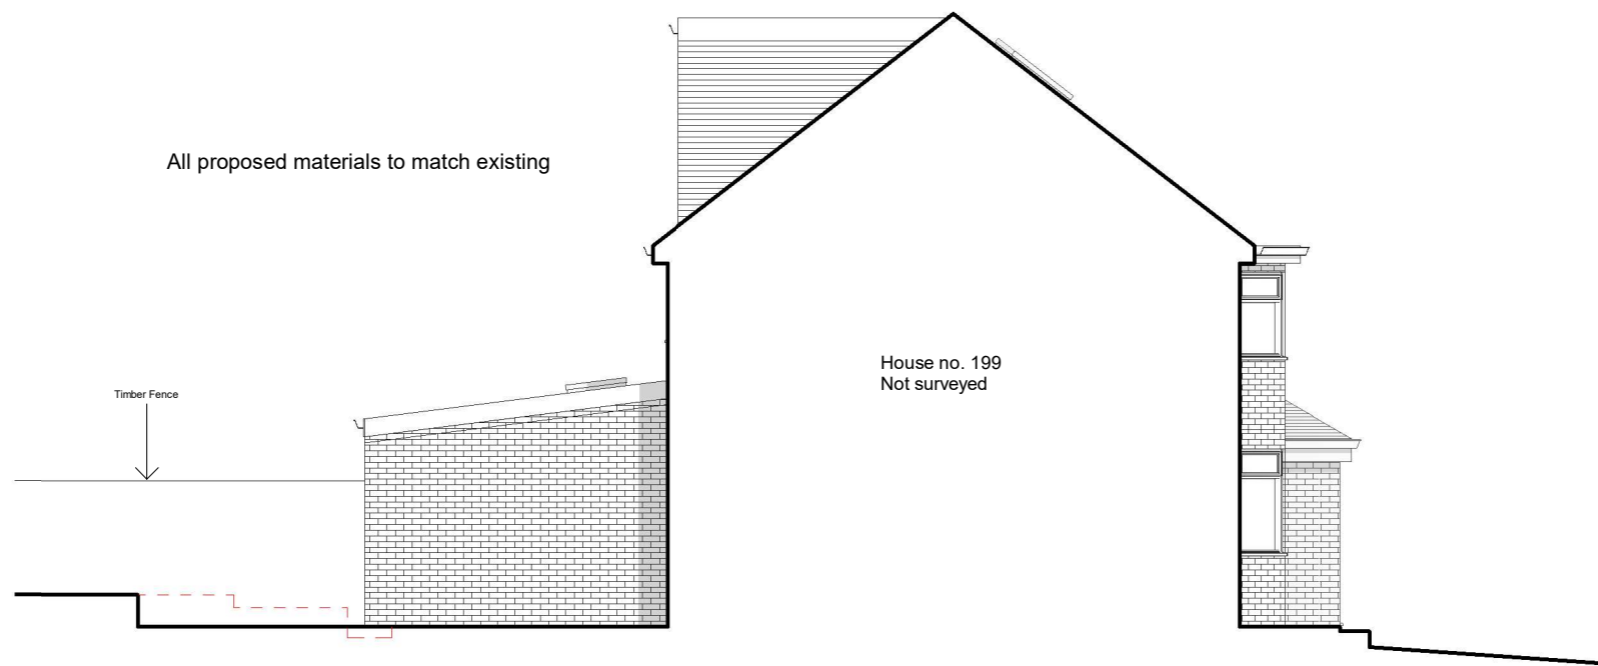 All proposed materials to match existing
House no. 199
Not surveyed
Timber Fence